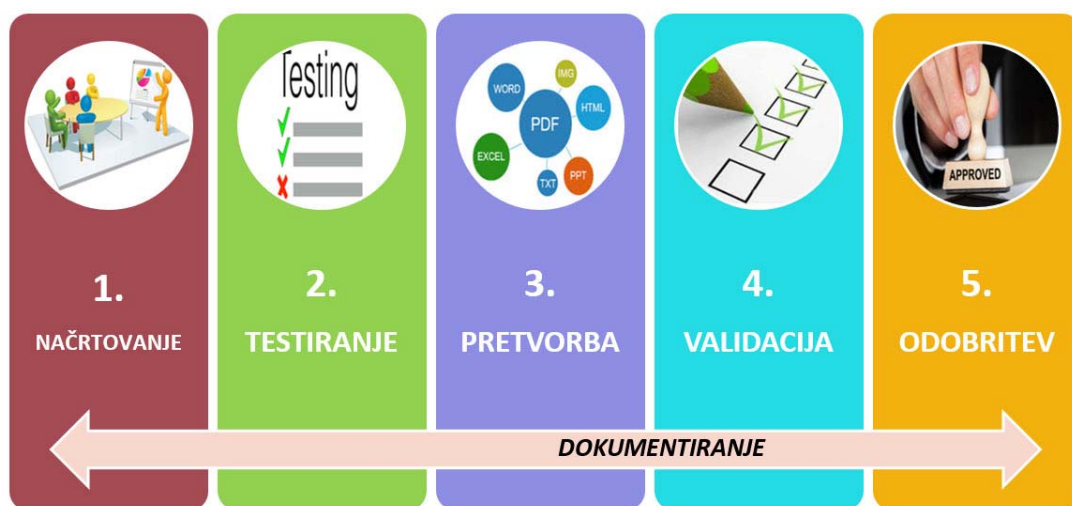 Testing
WORD
IMG
HTML
PDF
EXCEL
TXT
PPT
APPROVED
1.
NAČRTOVANJE
2.
TESTIRANJE
3.
PRETVORBA
4.
VALIDACIJA
5.
ODOBRITEV
DOKUMENTIRANJE